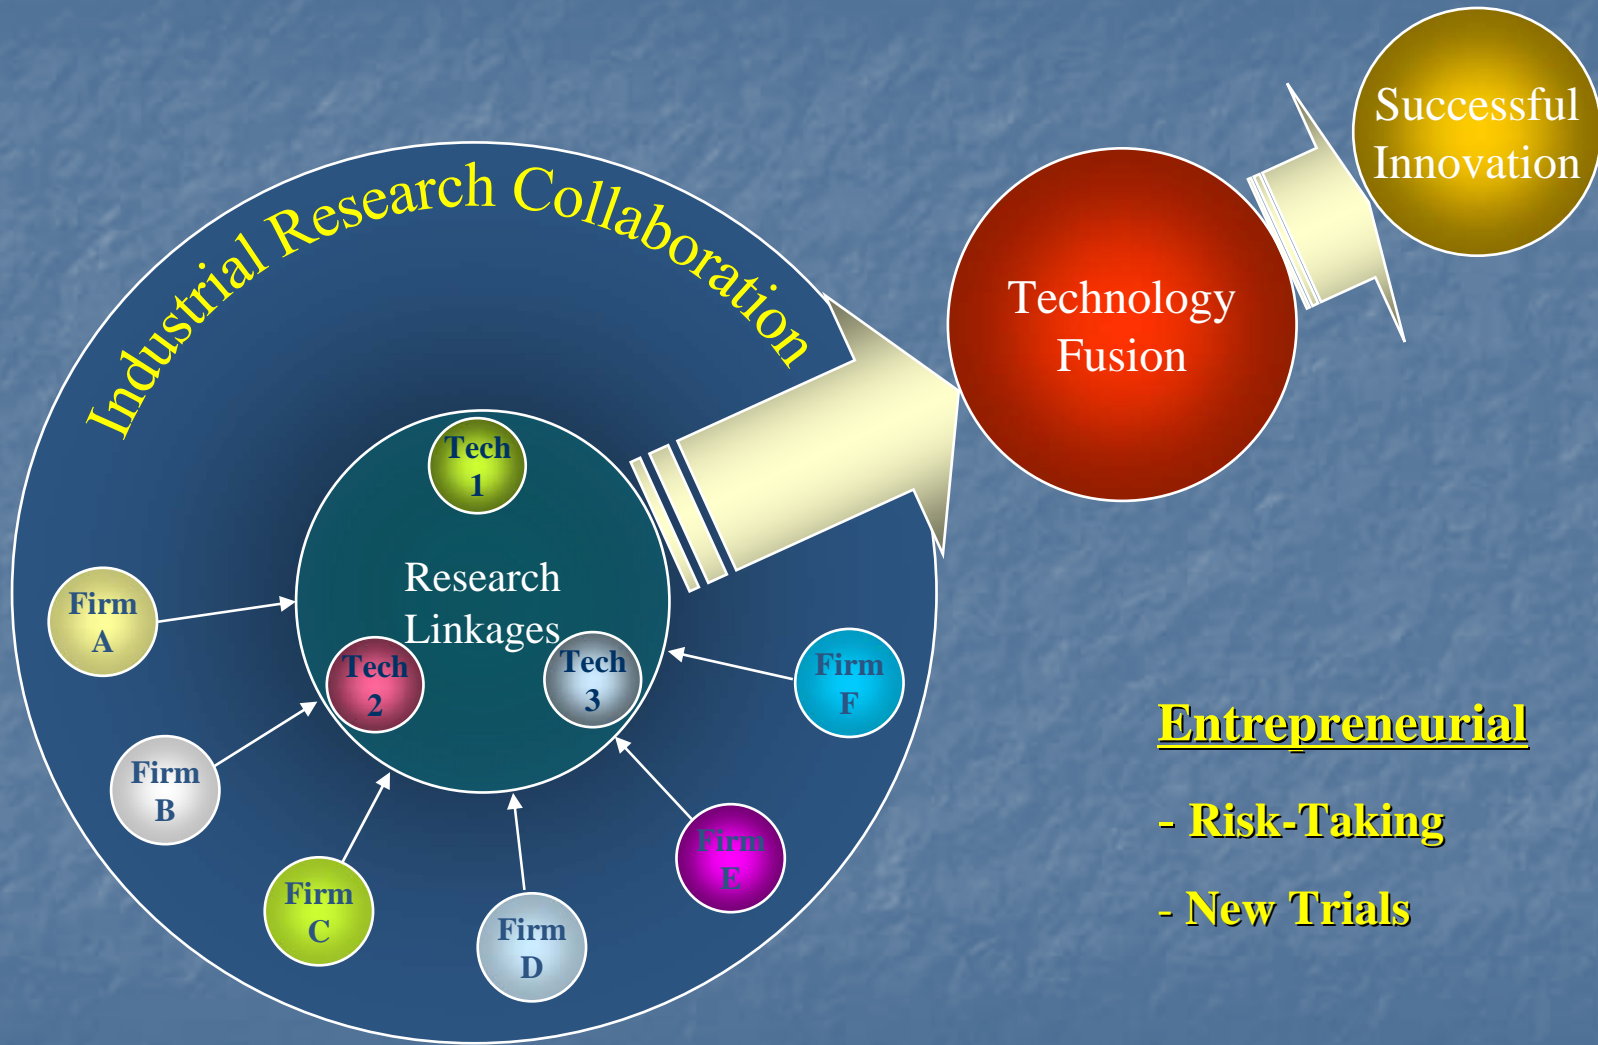 Successful
Innovation
Industrial Research Collaboration
Technology
Fusion
Tech
1
Research
Linkages
Tech
2
Tech
3
Firm
A
Firm
B
Firm
C
Firm
D
Firm
E
Firm
F
Entrepreneurial
- Risk-Taking
- New Trials